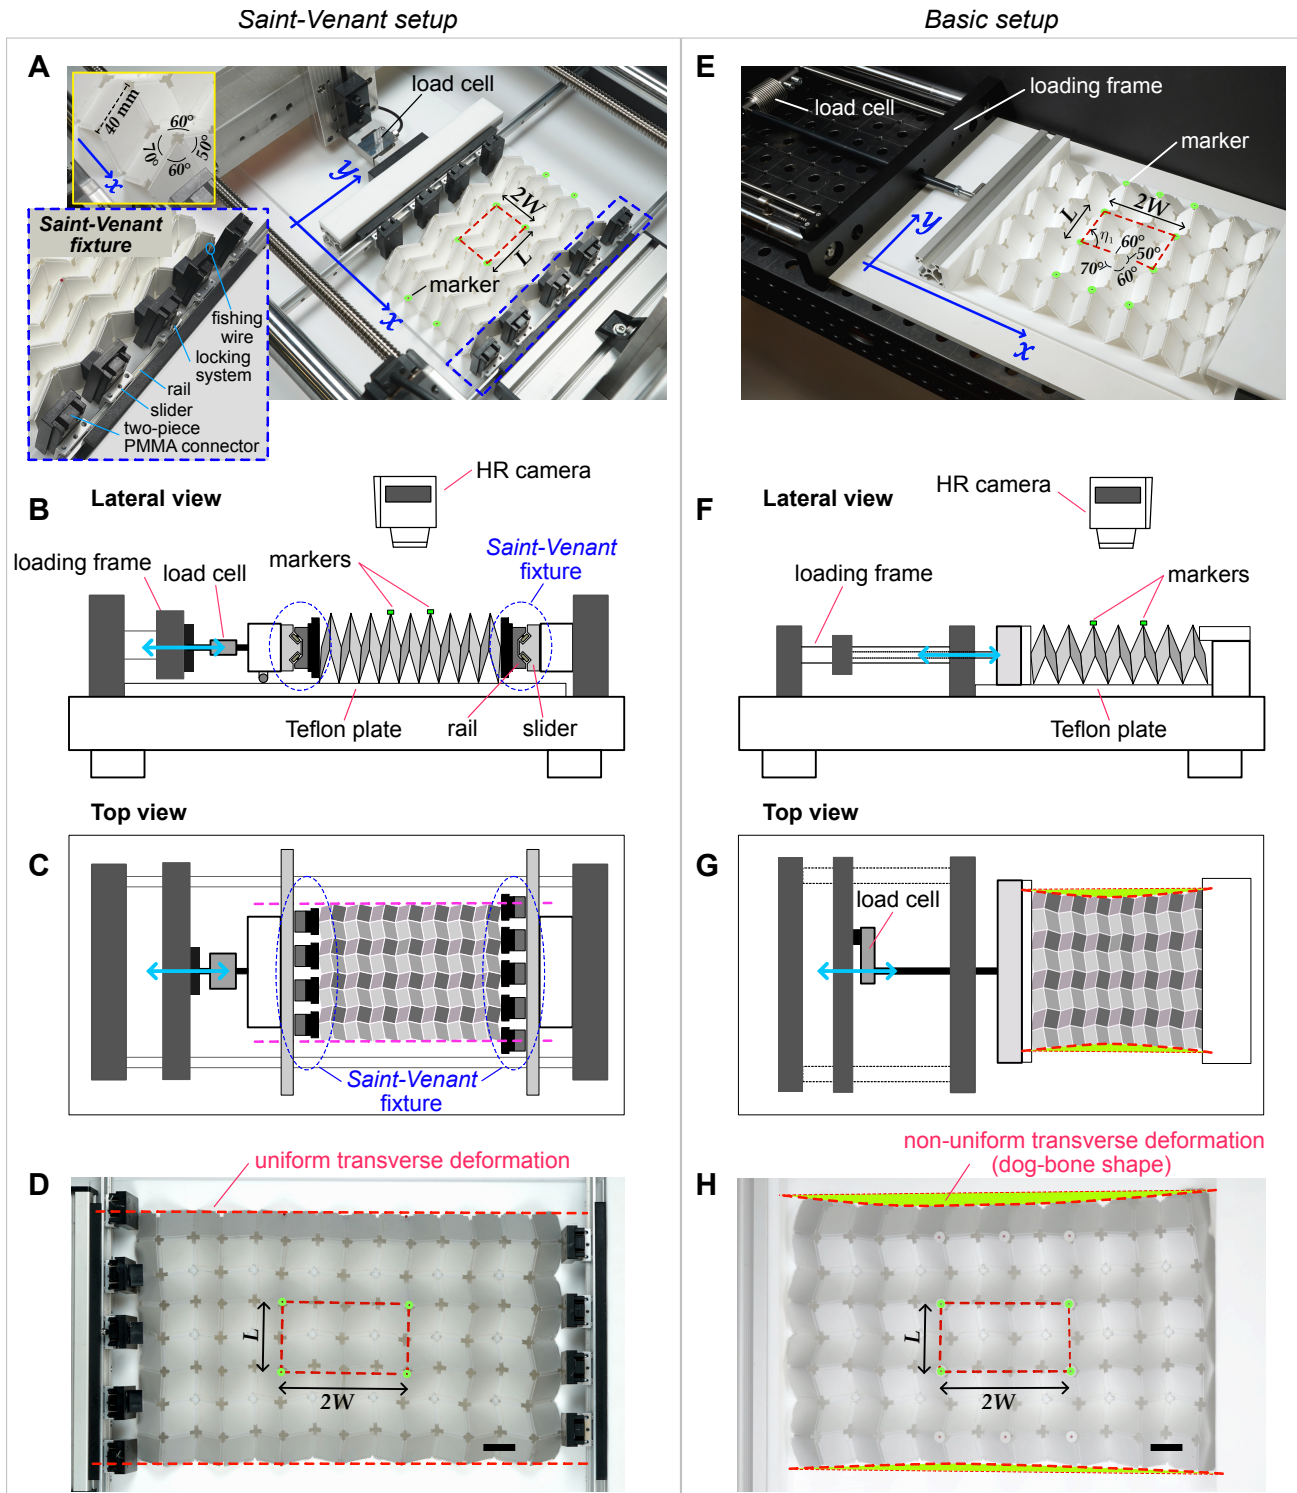 Saint-Venant setup
Basic setup
A
load cell
40 mm
60°
70°
50°
60°
x
y
x
2W
L
marker
Saint-Venant
fixture
fishing
wire
locking
system
rail
slider
two-piece
PMMA connector
E
load cell
loading frame
marker
y
x
2W
L
η1
60°
50°
70°
60°
B
Lateral view
HR camera
loading frame
load cell
markers
Saint-Venant
fixture
Teflon plate
rail
slider
F
Lateral view
HR camera
loading frame
markers
Teflon plate
Top view
C
Saint-Venant
fixture
Top view
G
load cell
uniform transverse deformation
D
L
2W
non-uniform transverse deformation
(dog-bone shape)
H
L
2W